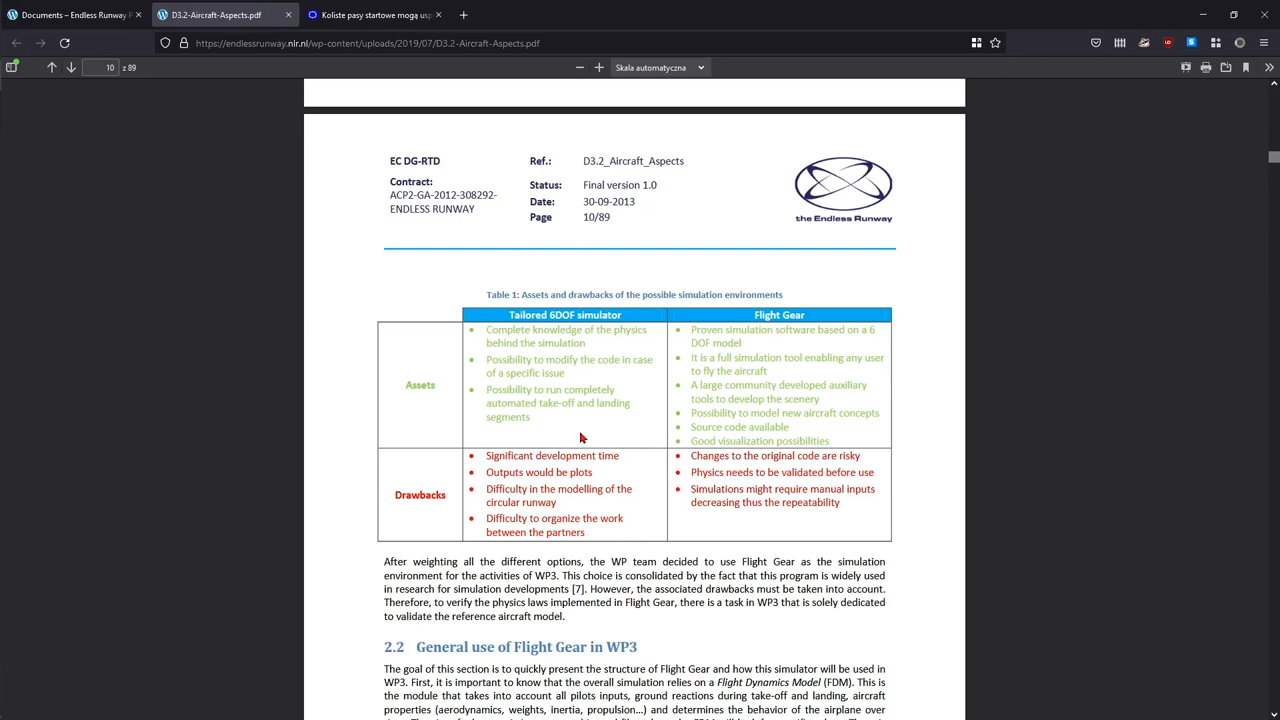 Documents – Endless Runway P
D3.2-Aircraft-Aspects.pdf
Koliste pasy startowe mogą usp
https://endlessrunway.nlr.nl/wp-content/uploads/2019/07/D3.2-Aircraft-Aspects.pdf
10 z 89
Skala automatyczna
EC DG-RTD
Contract:
ACP2-GA-2012-308292-
ENDLESS RUNWAY
Ref.: D3.2_Aircraft_Aspects
Status: Final version 1.0
Date: 30-09-2013
Page 10/89
the Endless Runway
Table 1: Assets and drawbacks of the possible simulation environments
Tailored 6DOF simulator
Flight Gear
Assets
• Complete knowledge of the physics
behind the simulation
• Possibility to modify the code in case
of a specific issue
• Possibility to run completely
automated take-off and landing
segments
• Proven simulation software based on a 6
DOF model
• It is a full simulation tool enabling any user
to fly the aircraft
• A large community developed auxiliary
tools to develop the scenery
• Possibility to model new aircraft concepts
• Source code available
• Good visualization possibilities
Drawbacks
• Significant development time
• Outputs would be plots
• Difficulty in the modelling of the
circular runway
• Difficulty to organize the work
between the partners
• Changes to the original code are risky
• Physics needs to be validated before use
• Simulations might require manual inputs
decreasing thus the repeatability
After weighting all the different options, the WP team decided to use Flight Gear as the simulation
environment for the activities of WP3. This choice is consolidated by the fact that this program is widely used
in research for simulation developments [7]. However, the associated drawbacks must be taken into account.
Therefore, to verify the physics laws implemented in Flight Gear, there is a task in WP3 that is solely dedicated
to validate the reference aircraft model.
2.2 General use of Flight Gear in WP3
The goal of this section is to quickly present the structure of Flight Gear and how this simulator will be used in
WP3. First, it is important to know that the overall simulation relies on a Flight Dynamics Model (FDM). This is
the module that takes into account all pilots inputs, ground reactions during take-off and landing, aircraft
properties (aerodynamics, weights, inertia, propulsion...) and determines the behavior of the airplane over